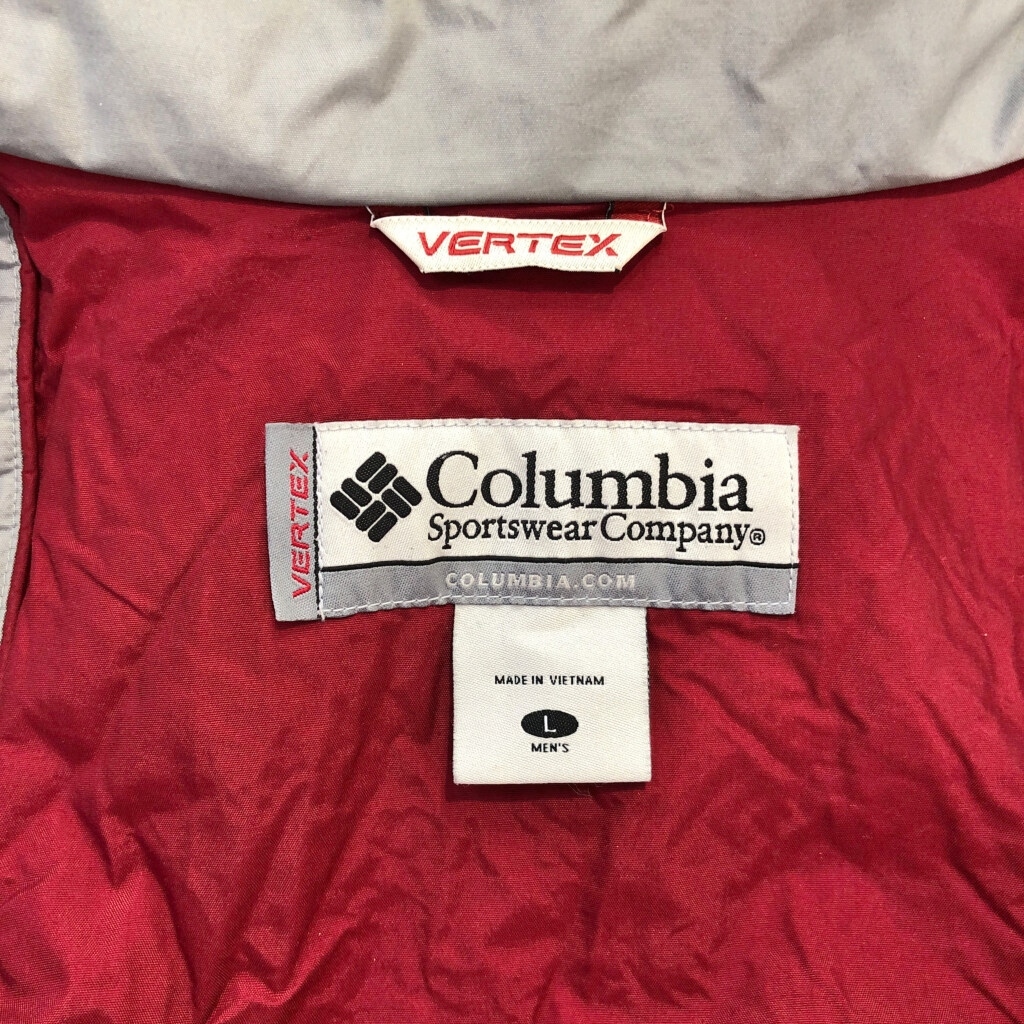 VERTEX
VERTEX
Columbia
Sportswear Company®
COLUMBIA.COM
MADE IN VIETNAM
L
MEN'S